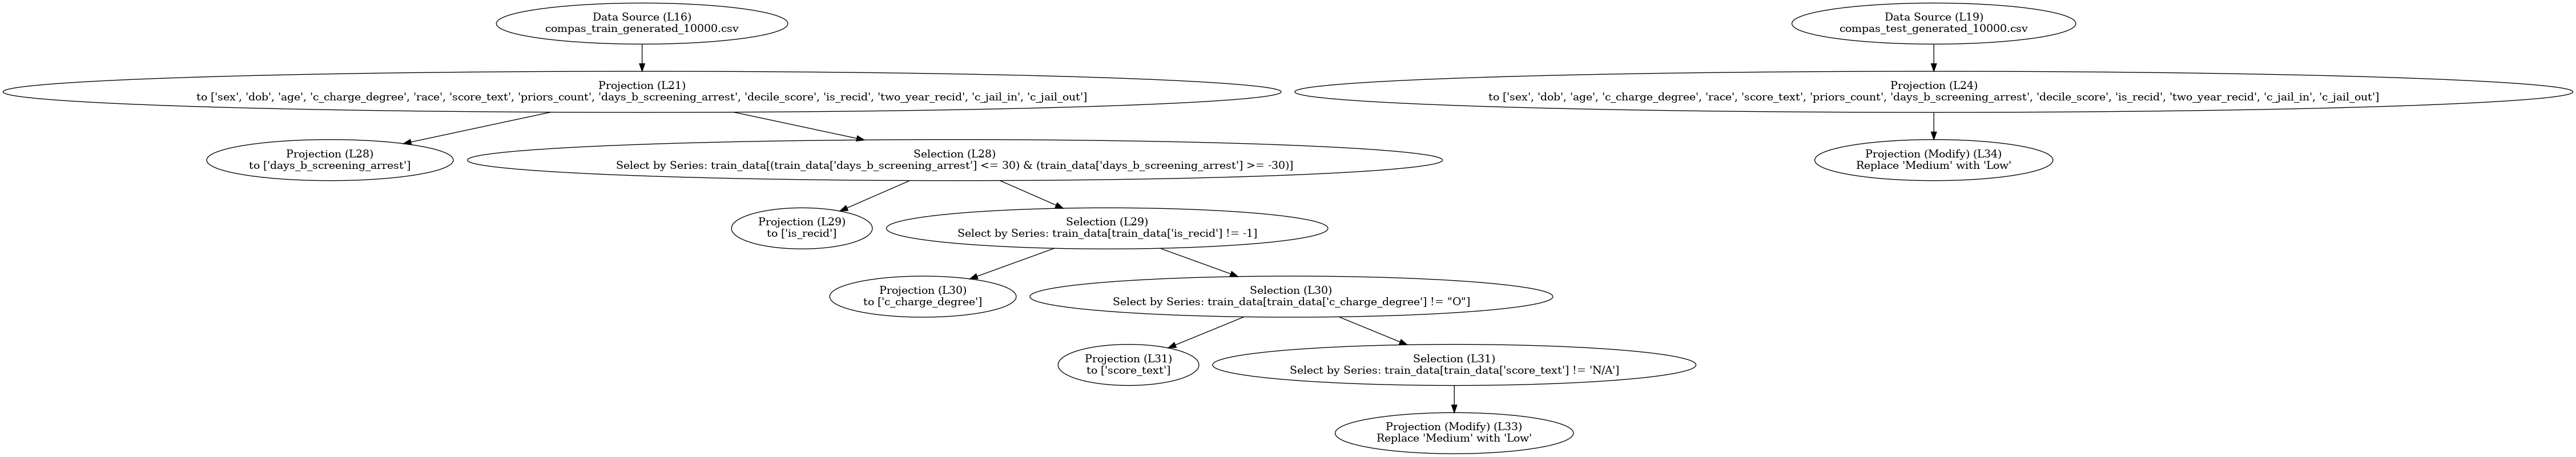 Data Source (L16)
compas_train_generated_10000.csv
Data Source (L19)
compas_test_generated_10000.csv
Projection (L21)
to ['sex', 'dob', 'age', 'c_charge_degree', 'race', 'score_text', 'priors_count', 'days_b_screening_arrest', 'decile_score', 'is_recid', 'two_year_recid', 'c_jail_in', 'c_jail_out']
Projection (L24)
to ['sex', 'dob', 'age', 'c_charge_degree', 'race', 'score_text', 'priors_count', 'days_b_screening_arrest', 'decile_score', 'is_recid', 'two_year_recid', 'c_jail_in', 'c_jail_out']
Projection (L28)
to ['days_b_screening_arrest']
Selection (L28)
Select by Series: train_data[(train_data['days_b_screening_arrest'] <= 30) & (train_data['days_b_screening_arrest'] >= -30)]
Projection (Modify) (L34)
Replace 'Medium' with 'Low'
Projection (L29)
to ['is_recid']
Selection (L29)
Select by Series: train_data[train_data['is_recid'] != -1]
Projection (L30)
to ['c_charge_degree']
Selection (L30)
Select by Series: train_data[train_data['c_charge_degree'] != "O"]
Projection (L31)
to ['score_text']
Selection (L31)
Select by Series: train_data[train_data['score_text'] != 'N/A']
Projection (Modify) (L33)
Replace 'Medium' with 'Low'